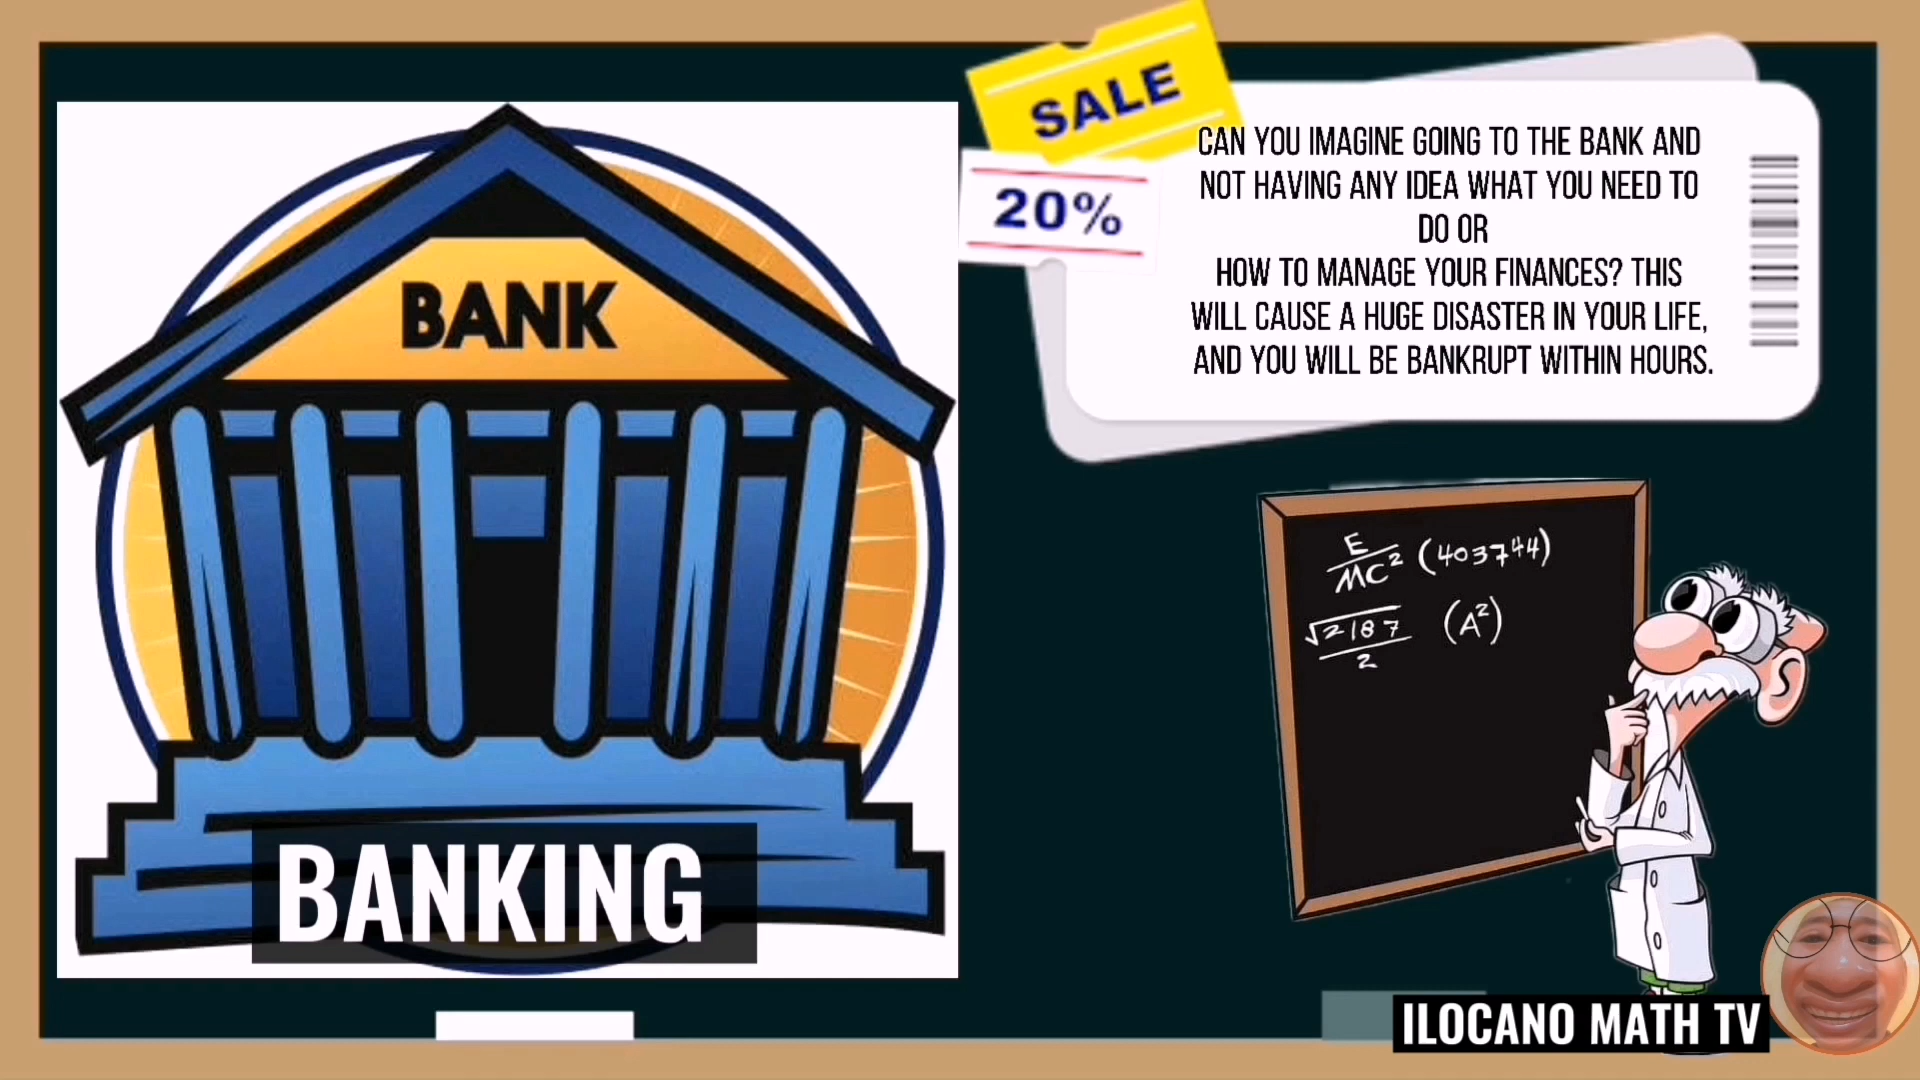 SALE
20%
CAN YOU IMAGINE GOING TO THE BANK AND
NOT HAVING ANY IDEA WHAT YOU NEED TO
DO OR
HOW TO MANAGE YOUR FINANCES? THIS
WILL CAUSE A HUGE DISASTER IN YOUR LIFE,
AND YOU WILL BE BANKRUPT WITHIN HOURS.
BANK
BANKING
E
MC² (403744)
√2187 (A²)
2
ILOCANO MATH TV